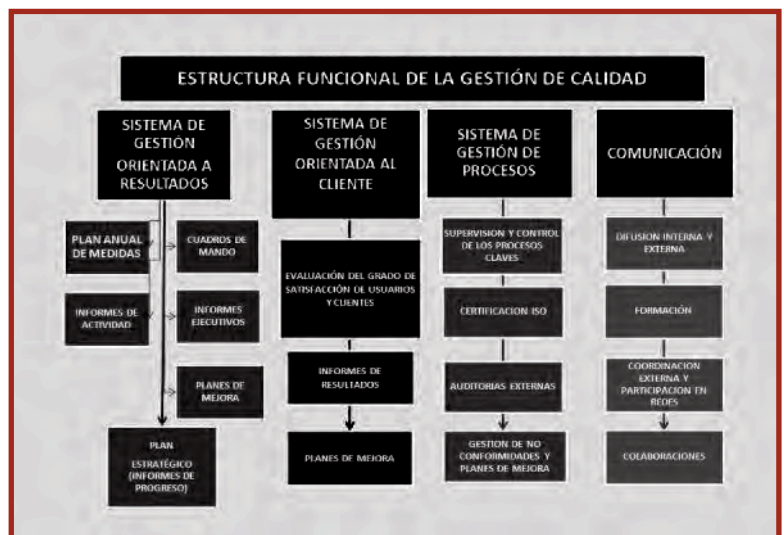 ESTRUCTURA FUNCIONAL DE LA GESTIÓN DE CALIDAD
SISTEMA DE
GESTIÓN
ORIENTADA A
RESULTADOS
PLAN ANUAL
DE MEDIDAS
CUADROS DE
MANDO
INFORMES DE
ACTIVIDAD
INFORMES
EJECUTIVOS
PLANES DE
MEJORA
PLAN
ESTRATÉGICO
(INFORMES DE
PROGRESO)
SISTEMA DE
GESTIÓN
ORIENTADA AL
CLIENTE
EVALUACIÓN DEL GRADO DE
SATISFACCIÓN DE USUARIOS
Y CLIENTES
INFORMES DE
RESULTADOS
PLANES DE MEJORA
SISTEMA DE
GESTIÓN DE
PROCESOS
SUPERVISION Y CONTROL
DE LOS PROCESOS
CLAVES
CERTIFICACION ISO
AUDITORIAS EXTERNAS
GESTION DE NO
CONFORMIDADES Y
PLANES DE MEJORA
COMUNICACIÓN
DIFUSION INTERNA Y
EXTERNA
FORMACIÓN
COORDINACION
EXTERNA Y
PARTICIPACION EN
REDES
COLABORACIONES